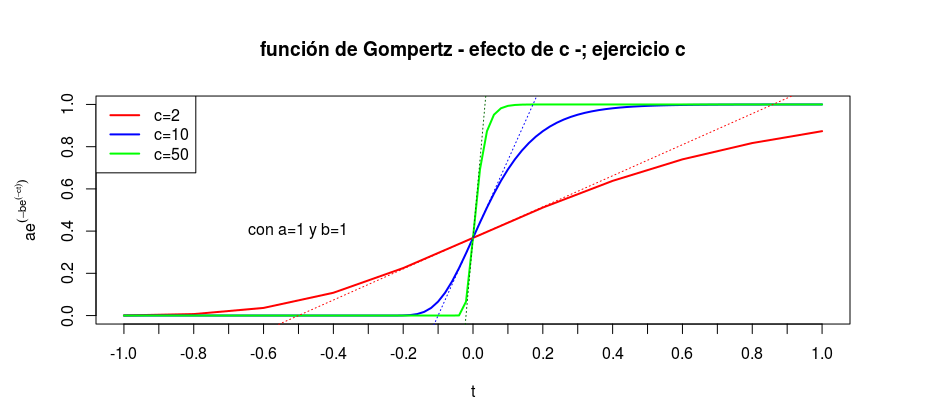 función de Gompertz - efecto de c -; ejercicio c
c=2
c=10
c=50
con a=1 y b=1
ae^(−be^(−ct))
0.0 0.2 0.4 0.6 0.8 1.0
-1.0 -0.8 -0.6 -0.4 -0.2 0.0 0.2 0.4 0.6 0.8 1.0
t